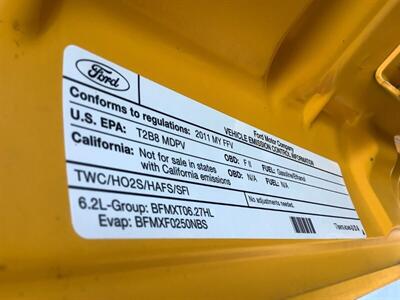 Ford
Ford Motor Company
VEHICLE EMISSION CONTROL INFORMATION
Conforms to regulations: 2011 MY FFV
U.S. EPA: T2B8 MDPV OBD: F II FUEL: Gasoline/Ethanol
California: Not for sale in states with California emissions OBD: N/A FUEL: N/A
TWC/HO2S/HAFS/SFI No adjustments needed.
6.2L-Group: BFMXT06.27HL
Evap: BFMXF0250NBS